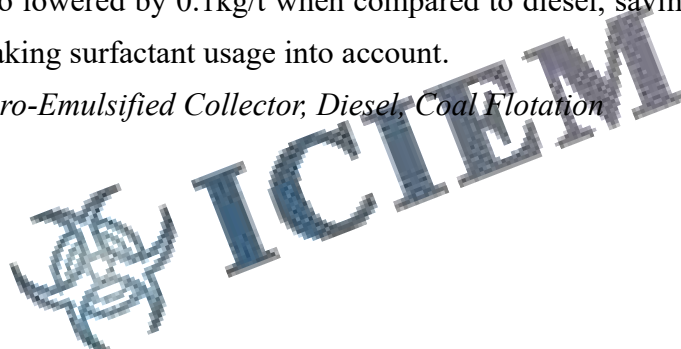 lowered by 0.1kg/t when compared to diesel,
aking surfactant usage into account.
ro-Emulsified Collector, Diesel, Coal Flotation
ICIEM